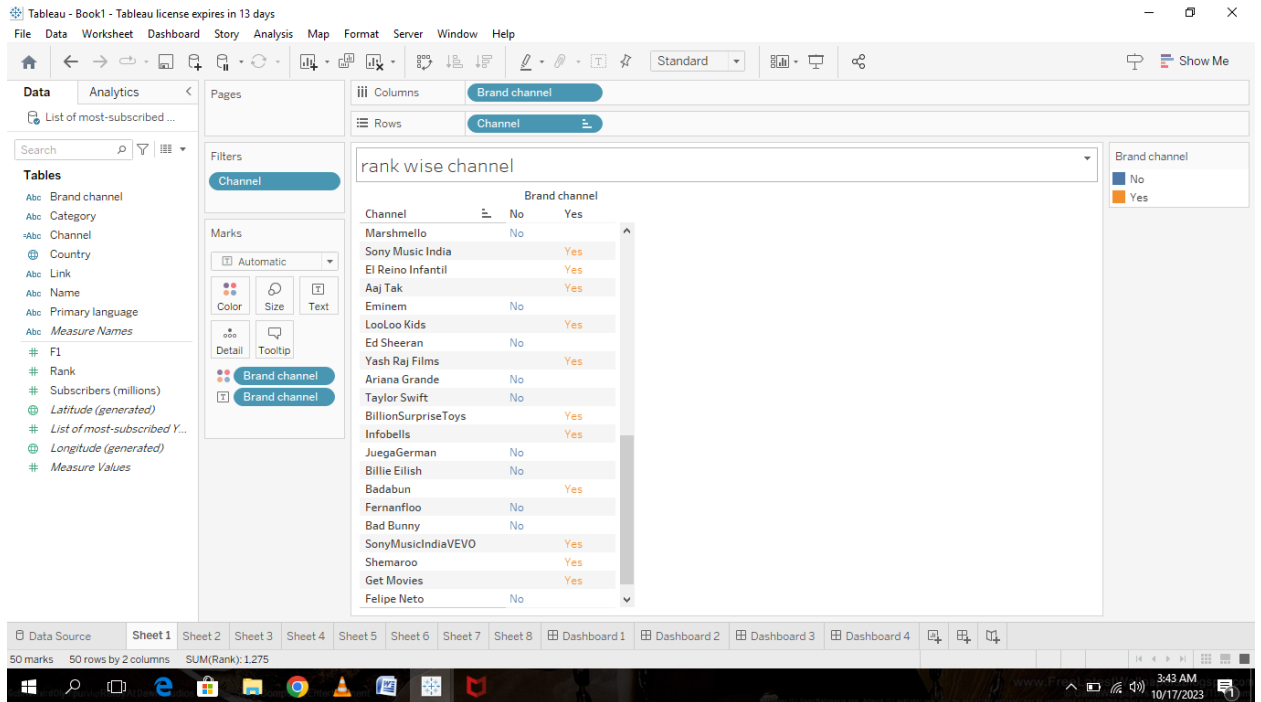 Tableau - Book1 - Tableau license expires in 13 days
File Data Worksheet Dashboard Story Analysis Map Format Server Window Help
Standard
Show Me
Data Analytics
List of most-subscribed ...
Search
Tables
Abc Brand channel
Abc Category
=Abc Channel
Country
Abc Link
Abc Name
Abc Primary language
Abc Measure Names
# F1
# Rank
# Subscribers (millions)
Latitude (generated)
# List of most-subscribed Y...
Longitude (generated)
# Measure Values
Pages
Filters
Channel
Marks
T Automatic
Color Size Text
Detail Tooltip
Brand channel
T Brand channel
iii Columns Brand channel
Rows Channel
rank wise channel
Brand channel
Channel No Yes
Marshmello No
Sony Music India Yes
El Reino Infantil Yes
Aaj Tak Yes
Eminem No
LooLoo Kids Yes
Ed Sheeran No
Yash Raj Films Yes
Ariana Grande No
Taylor Swift No
BillionSurpriseToys Yes
Infobells Yes
JuegaGerman No
Billie Eilish No
Badabun Yes
Fernanfloo No
Bad Bunny No
SonyMusicIndiaVEVO Yes
Shemaroo Yes
Get Movies Yes
Felipe Neto No
Brand channel
No
Yes
Data Source Sheet 1 Sheet 2 Sheet 3 Sheet 4 Sheet 5 Sheet 6 Sheet 7 Sheet 8 Dashboard 1 Dashboard 2 Dashboard 3 Dashboard 4
50 marks 50 rows by 2 columns SUM(Rank): 1,275
3:43 AM
10/17/2023
1